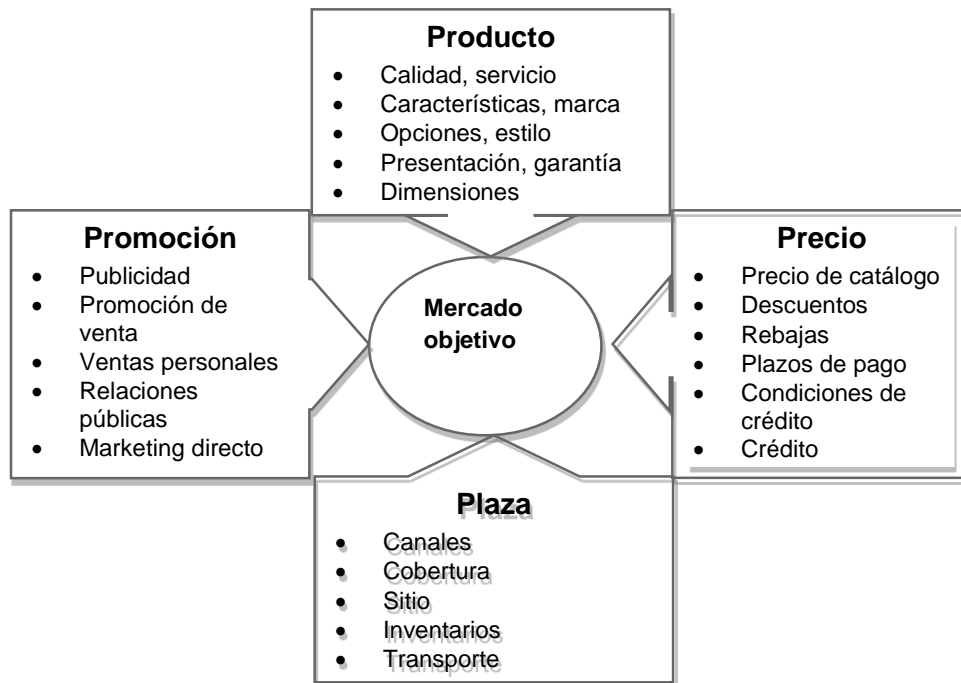 Producto
• Calidad, servicio
• Características, marca
• Opciones, estilo
• Presentación, garantía
• Dimensiones
Promoción
• Publicidad
• Promoción de
venta
• Ventas personales
• Relaciones
públicas
• Marketing directo
Mercado
objetivo
Precio
• Precio de catálogo
• Descuentos
• Rebajas
• Plazos de pago
• Condiciones de
crédito
• Crédito
Plaza
• Canales
• Cobertura
• Sitio
• Inventarios
• Transporte